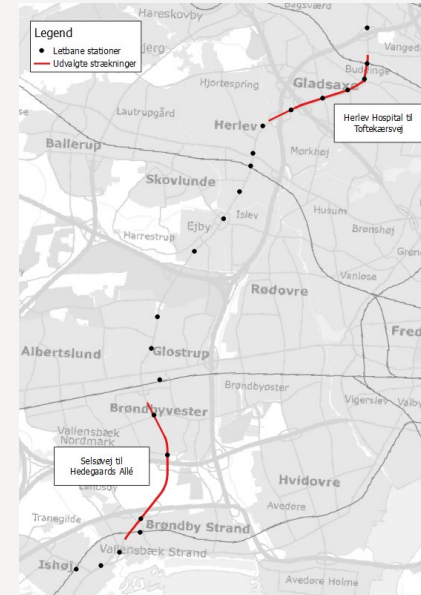 Bagsværd
Hareskovby
Legend
Letbane stationer
Udvalgte strækninger
jerg
Vangede
Buddinge
Hjortespring
Gladsaxe
Lautrupgård
Herlev
Herlev Hospital til
Toftekærsvej
Ballerup
Mørkhøj
Skovlunde
Islev
Husum
Ejby
Brønshøj
Harrestrup
Grøn
Vanløse
Rødovre
Fred
Albertslund
Glostrup
Brøndbyøster
Brøndbyvester
Vigerslev
Valby
Vallensbæk
Nordmark
Selsøvej til
Hedegaards Allé
Hvidovre
Avedøre
Tranegilde
Brøndby Strand
Vallensbæk Strand
Ishøj
Avedøre Holme